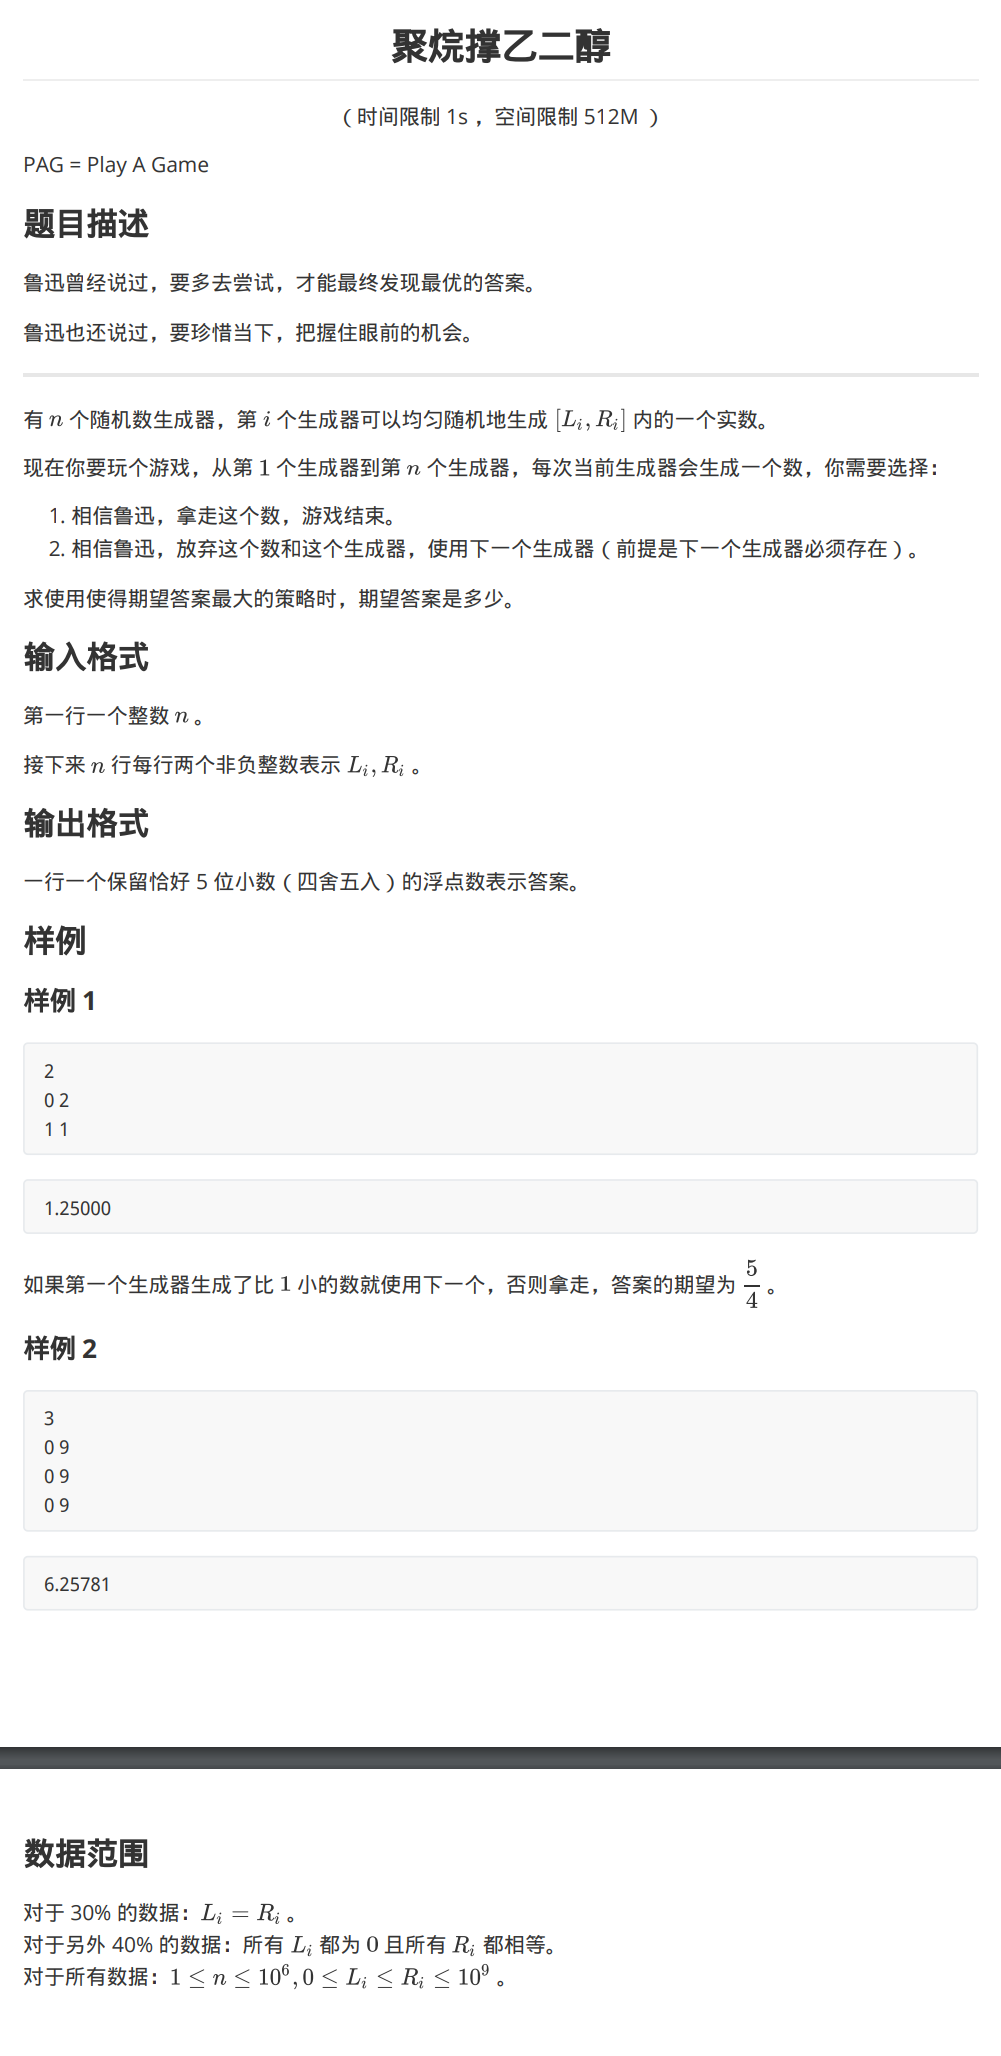 聚烷撑乙二醇
（时间限制 1s ，空间限制 512M ）
PAG = Play A Game
题目描述
鲁迅曾经说过，要多去尝试，才能最终发现最优的答案。
鲁迅也还说过，要珍惜当下，把握住眼前的机会。
有 n 个随机数生成器，第 i 个生成器可以均匀随机地生成 [L_i, R_i] 内的一个实数。
现在你要玩个游戏，从第 1 个生成器到第 n 个生成器，每次当前生成器会生成一个数，你需要选择：
1. 相信鲁迅，拿走这个数，游戏结束。
2. 相信鲁迅，放弃这个数和这个生成器，使用下一个生成器（前提是下一个生成器必须存在）。
求使用使得期望答案最大的策略时，期望答案是多少。
输入格式
第一行一个整数 n 。
接下来 n 行每行两个非负整数表示 L_i, R_i 。
输出格式
一行一个保留恰好 5 位小数（四舍五入）的浮点数表示答案。
样例
样例 1
2
0 2
1 1
1.25000
如果第一个生成器生成了比 1 小的数就使用下一个，否则拿走，答案的期望为 5/4 。
样例 2
3
0 9
0 9
0 9
6.25781
数据范围
对于 30% 的数据：L_i = R_i 。
对于另外 40% 的数据：所有 L_i 都为 0 且所有 R_i 都相等。
对于所有数据：1 ≤ n ≤ 10^6, 0 ≤ L_i ≤ R_i ≤ 10^9 。